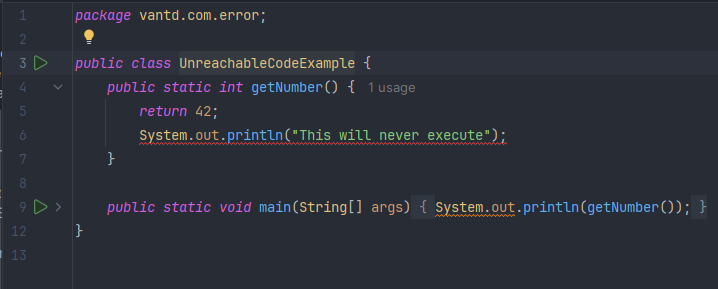 1 package vantd.com.error;
2
3 public class UnreachableCodeExample {
4 public static int getNumber() { 1 usage
5 return 42;
6 System.out.println("This will never execute");
7 }
8
9 public static void main(String[] args) { System.out.println(getNumber()); }
12 }
13